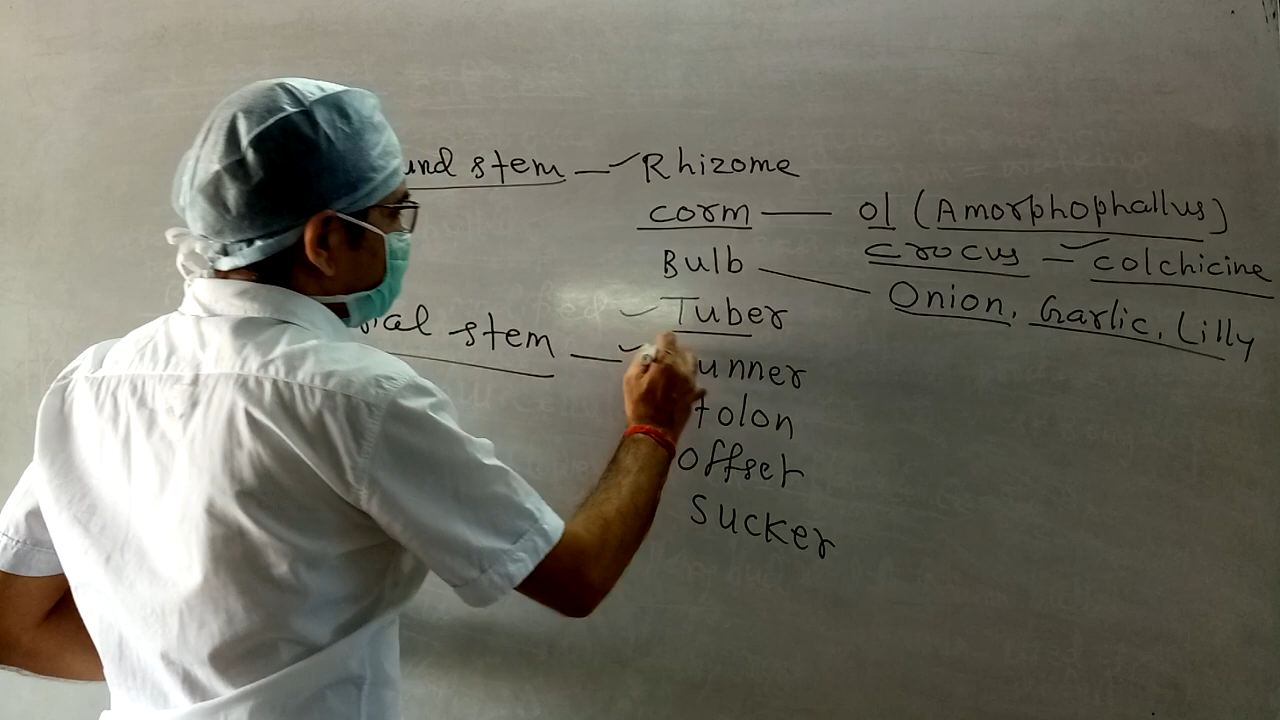 und stem — Rhizome
corm — ol (Amorphophallus)
crocus — colchicine
Bulb — Onion, Garlic, Lilly
Tuber
ial stem — unner
tolon
offset
sucker